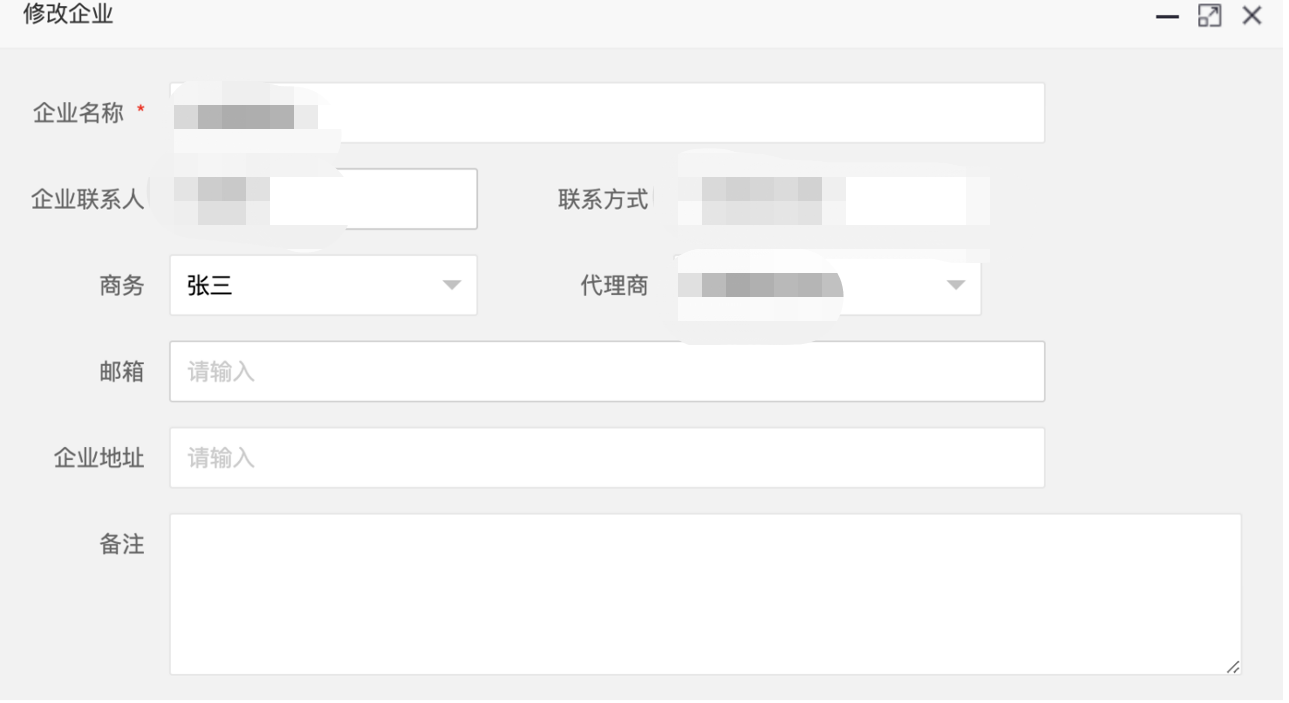 修改企业
企业名称 *
企业联系人 联系方式
商务 张三 代理商
邮箱 请输入
企业地址 请输入
备注